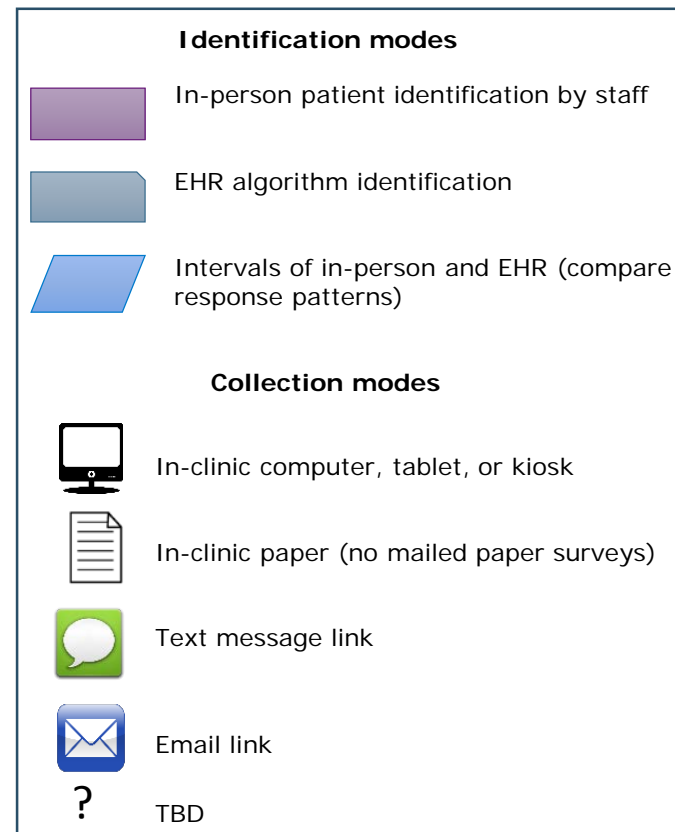 Identification modes
In-person patient identification by staff
EHR algorithm identification
Intervals of in-person and EHR (compare
response patterns)
Collection modes
In-clinic computer, tablet, or kiosk
In-clinic paper (no mailed paper surveys)
Text message link
Email link
? TBD